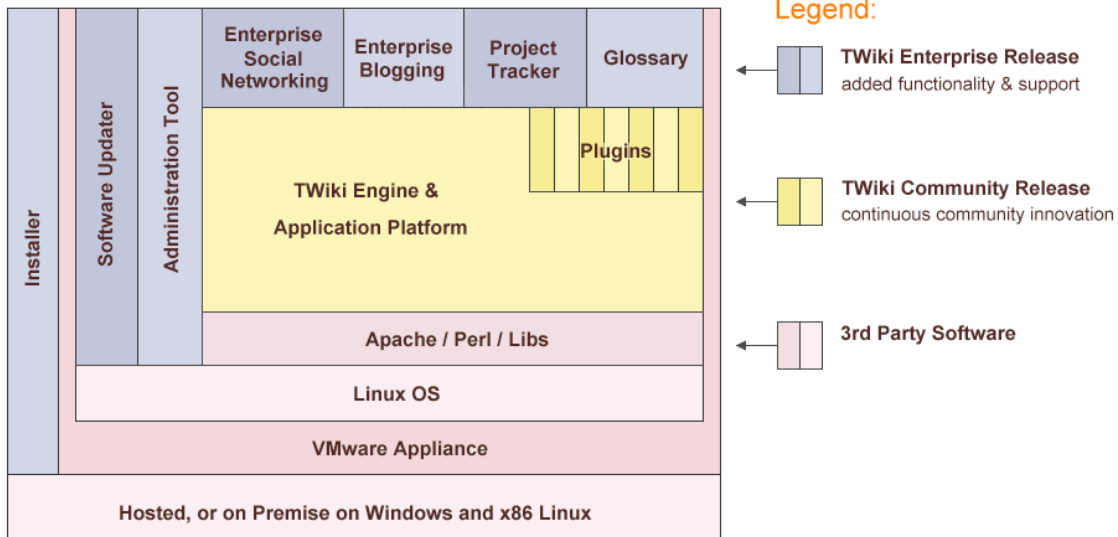 Legend:
Enterprise
Social
Networking
Enterprise
Blogging
Project
Tracker
Glossary
Installer
Software Updater
Administration Tool
Plugins
TWiki Engine &
Application Platform
Apache / Perl / Libs
Linux OS
VMware Appliance
Hosted, or on Premise on Windows and x86 Linux
TWiki Enterprise Release
added functionality & support
TWiki Community Release
continuous community innovation
3rd Party Software